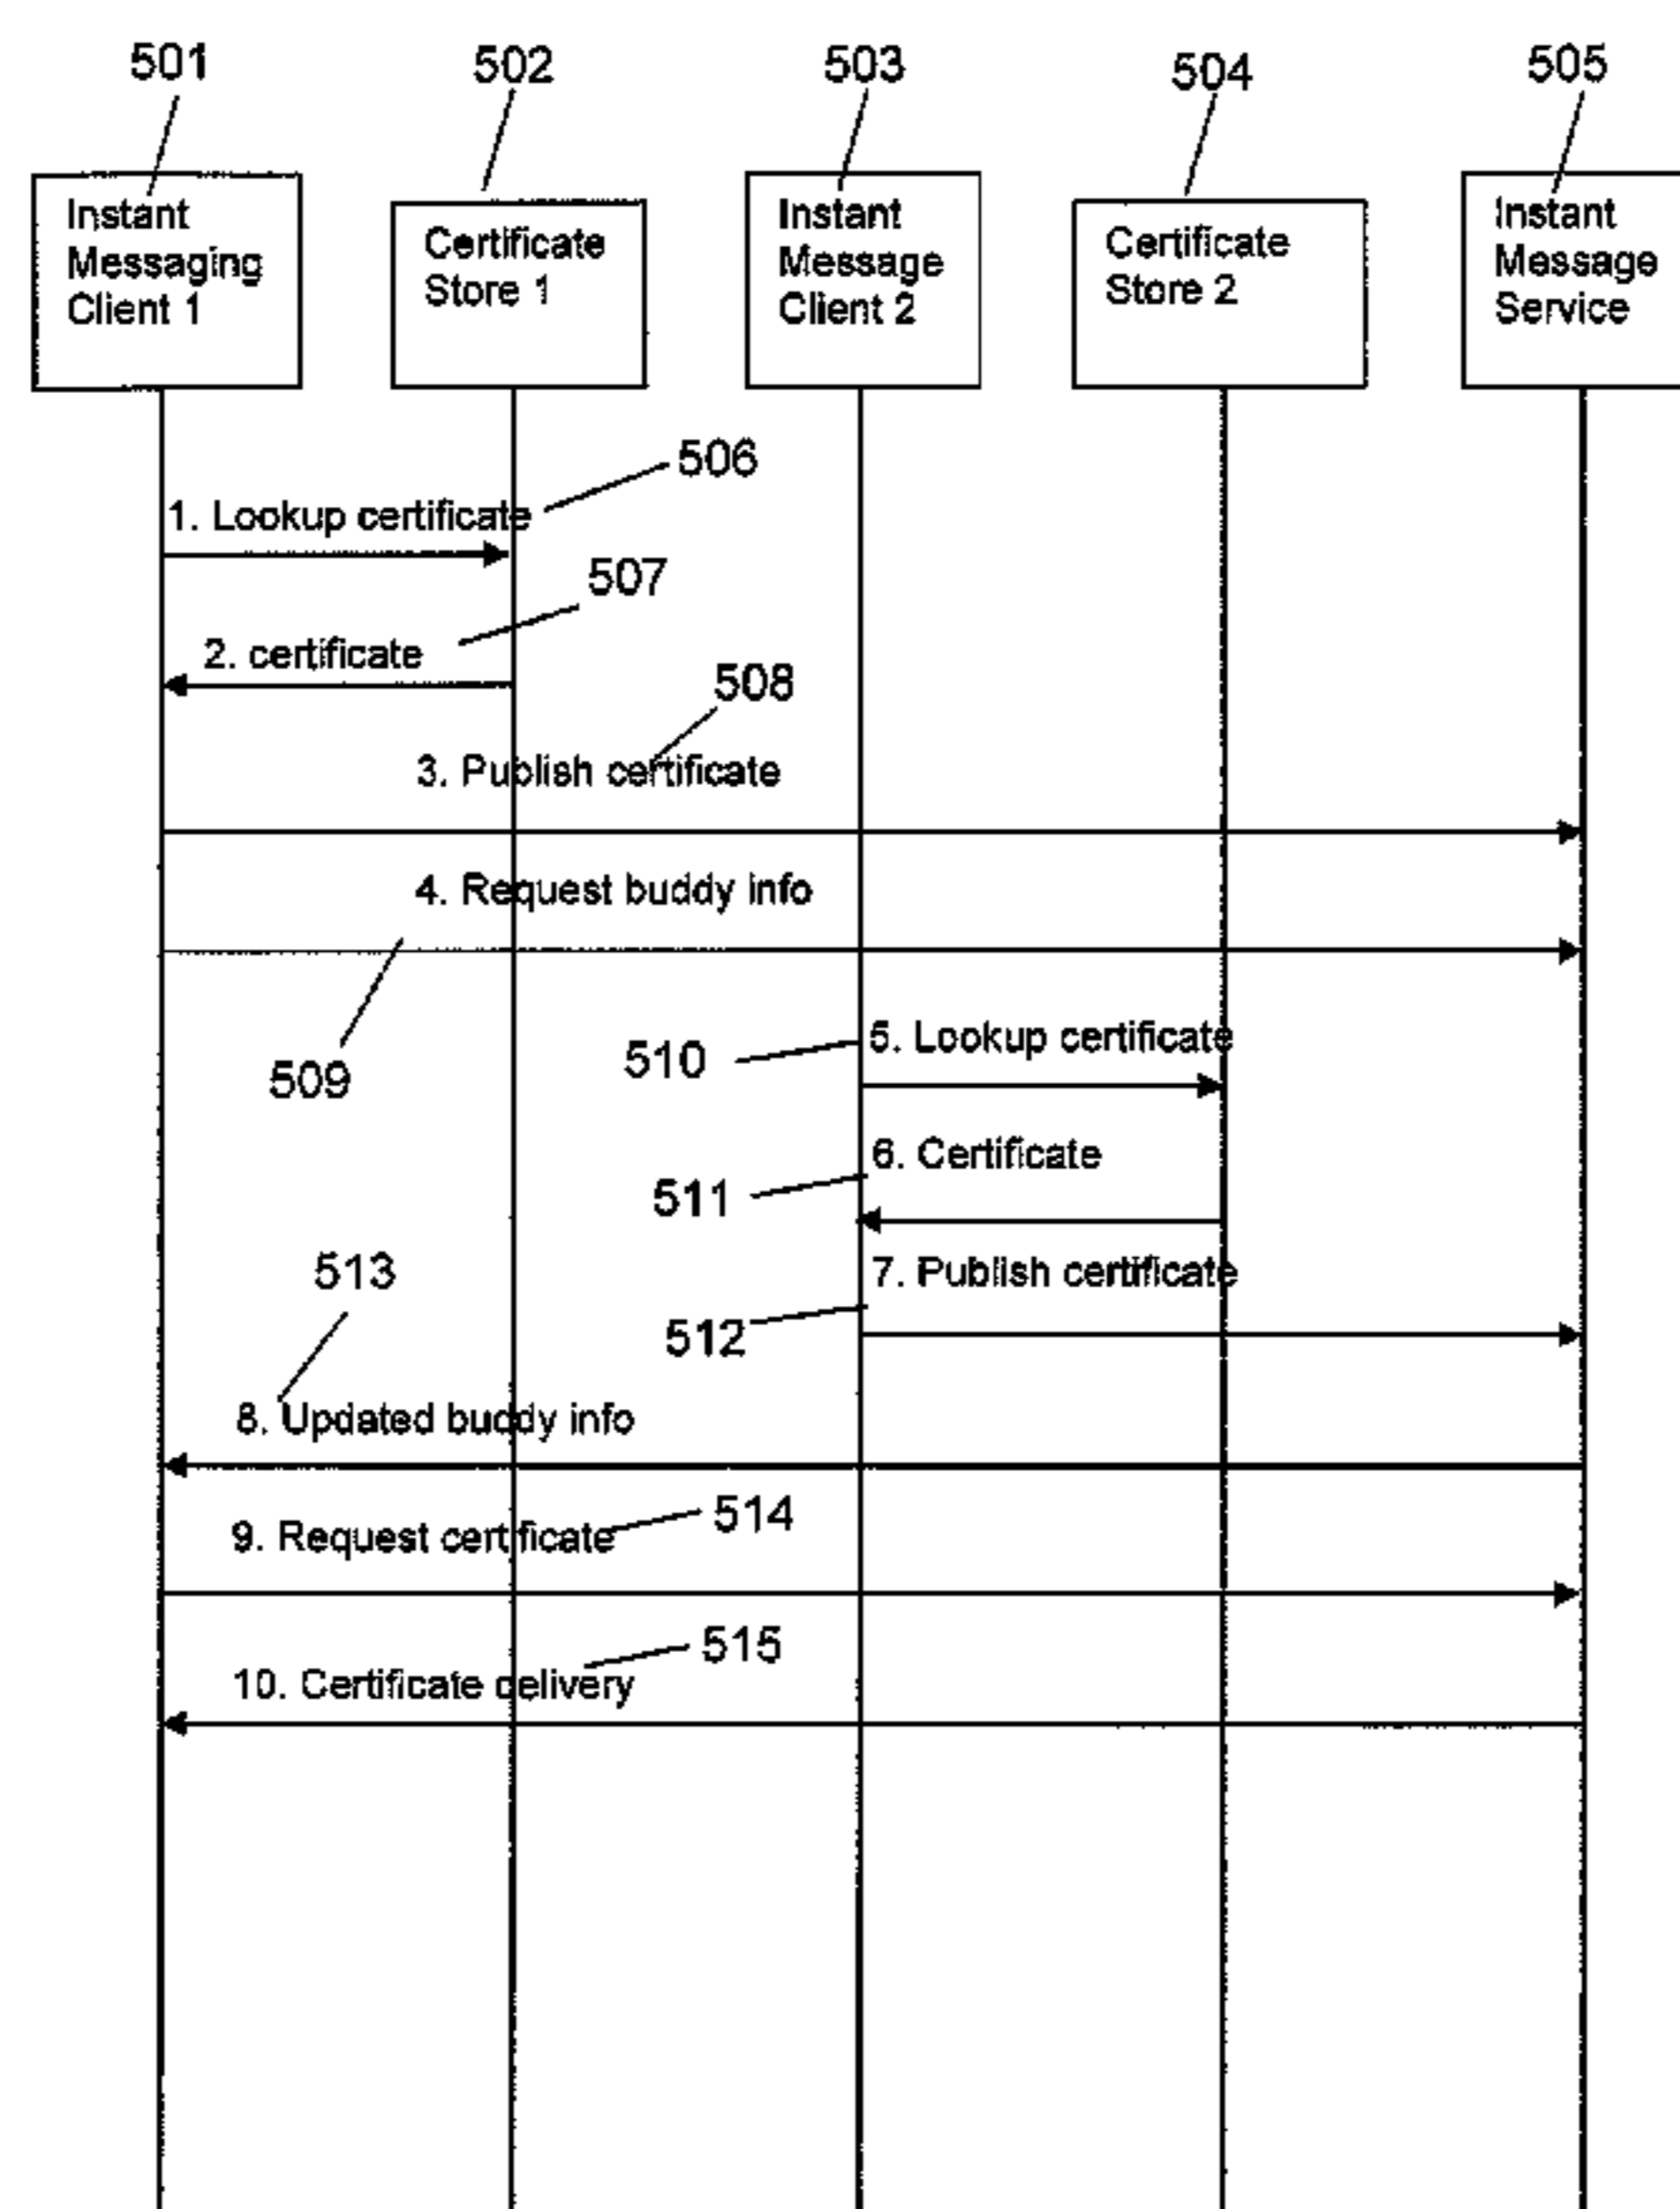 501
502
503
504
505
Instant
Messaging
Client 1
Certificate
Store 1
Instant
Message
Client 2
Certificate
Store 2
Instant
Message
Service
506
1. Lookup certificate
507
2. certificate
508
3. Publish certificate
4. Request buddy info
509
510
5. Lookup certificate
6. Certificate
511
7. Publish certificate
512
513
8. Updated buddy info
514
9. Request certificate
515
10. Certificate delivery